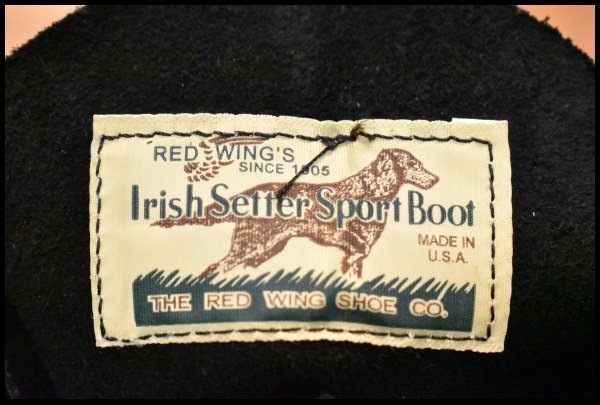 RED WING'S
SINCE 1905
Irish Setter Sport Boot
MADE IN
U.S.A.
THE RED WING SHOE CO.